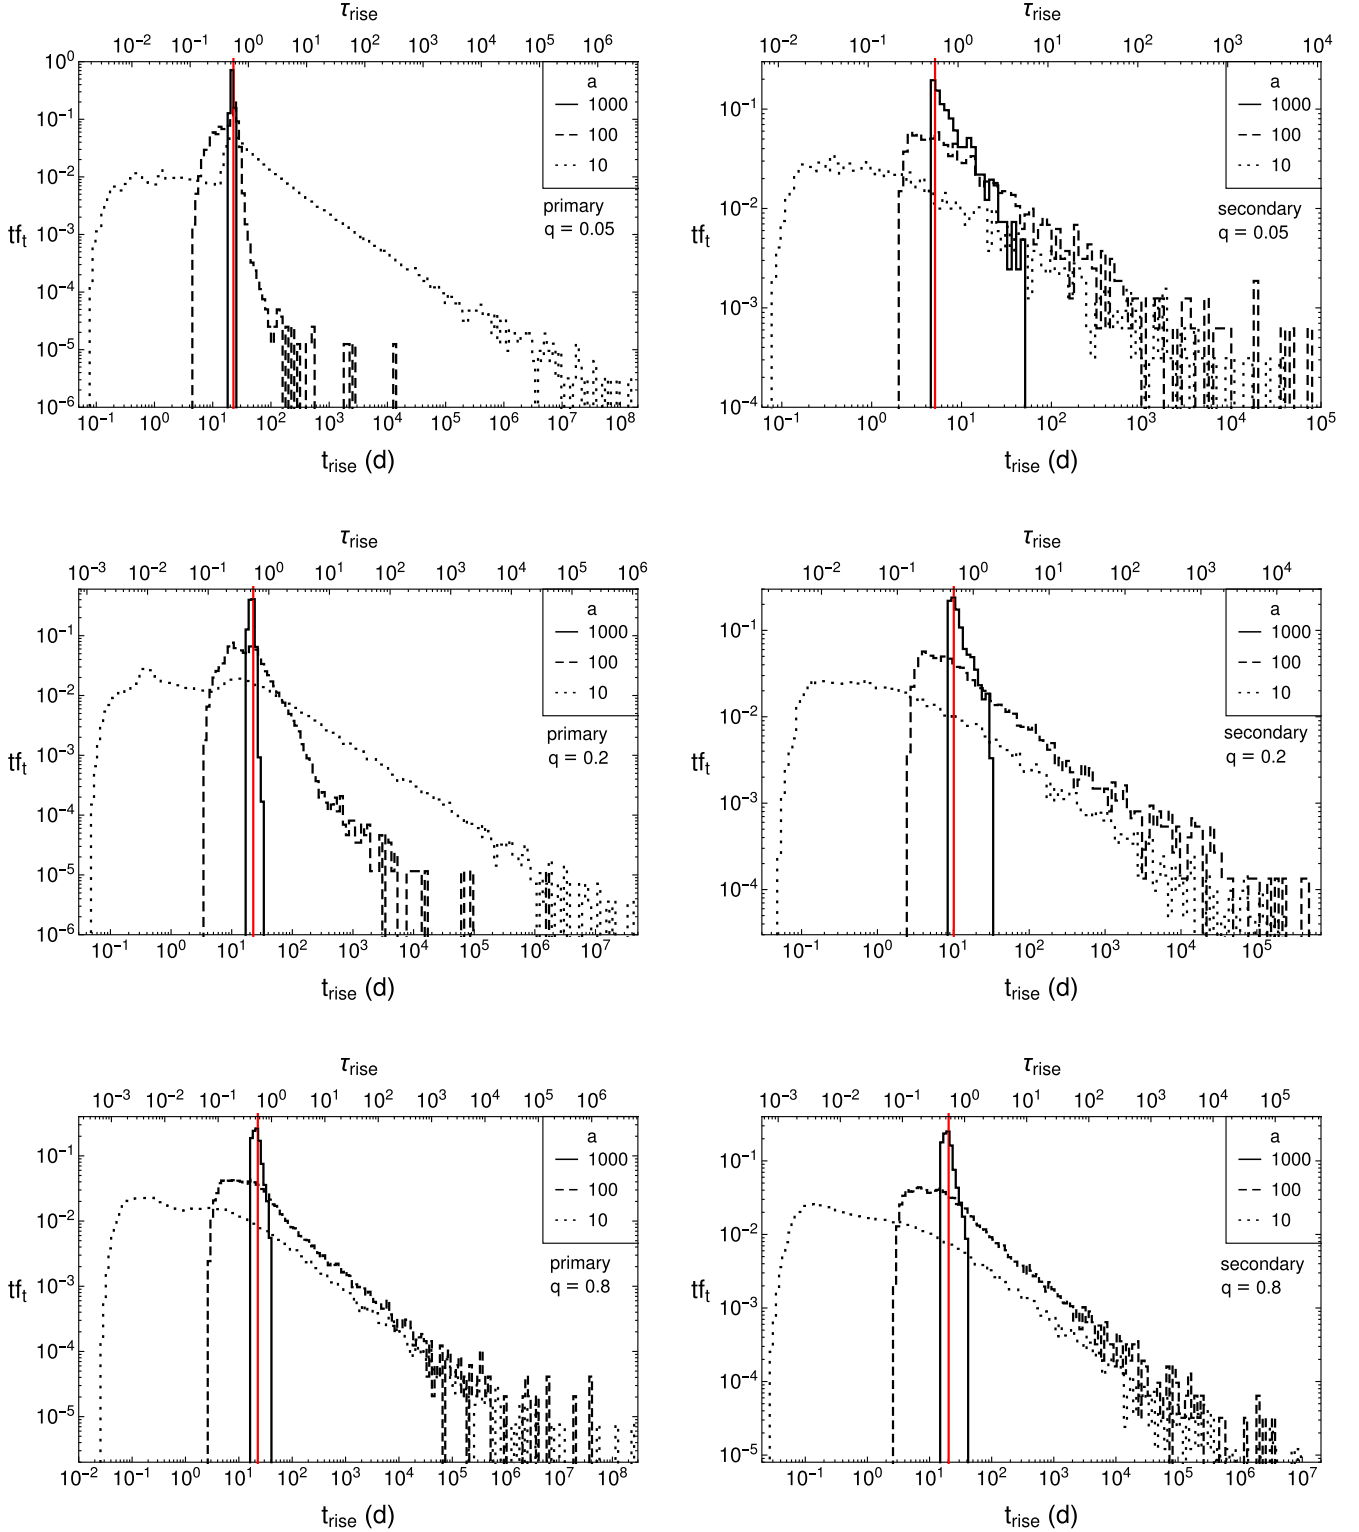 τrise
τrise
10⁻² 10⁻¹ 10⁰ 10¹ 10² 10³ 10⁴ 10⁵ 10⁶
10⁻² 10⁻¹ 10⁰ 10¹ 10² 10³ 10⁴
10⁰ 10⁻¹ 10⁻² 10⁻³ 10⁻⁴ 10⁻⁵ 10⁻⁶
tfₜ
a
1000
100
10
primary
q = 0.05
10⁻¹ 10⁰ 10¹ 10² 10³ 10⁴ 10⁵ 10⁶ 10⁷ 10⁸
trise (d)
10⁻¹ 10⁻² 10⁻³ 10⁻⁴
tfₜ
a
1000
100
10
secondary
q = 0.05
10⁻¹ 10⁰ 10¹ 10² 10³ 10⁴ 10⁵
trise (d)
τrise
10⁻³ 10⁻² 10⁻¹ 10⁰ 10¹ 10² 10³ 10⁴ 10⁵ 10⁶
10⁻¹ 10⁻² 10⁻³ 10⁻⁴ 10⁻⁵ 10⁻⁶
tfₜ
a
1000
100
10
primary
q = 0.2
10⁻¹ 10⁰ 10¹ 10² 10³ 10⁴ 10⁵ 10⁶ 10⁷
trise (d)
τrise
10⁻² 10⁻¹ 10⁰ 10¹ 10² 10³ 10⁴
10⁻¹ 10⁻² 10⁻³ 10⁻⁴
tfₜ
a
1000
100
10
secondary
q = 0.2
10⁻¹ 10⁰ 10¹ 10² 10³ 10⁴ 10⁵
trise (d)
τrise
10⁻³ 10⁻² 10⁻¹ 10⁰ 10¹ 10² 10³ 10⁴ 10⁵ 10⁶
10⁻¹ 10⁻² 10⁻³ 10⁻⁴ 10⁻⁵
tfₜ
a
1000
100
10
primary
q = 0.8
10⁻² 10⁻¹ 10⁰ 10¹ 10² 10³ 10⁴ 10⁵ 10⁶ 10⁷ 10⁸
trise (d)
τrise
10⁻³ 10⁻² 10⁻¹ 10⁰ 10¹ 10² 10³ 10⁴ 10⁵
10⁻¹ 10⁻² 10⁻³ 10⁻⁴ 10⁻⁵
tfₜ
a
1000
100
10
secondary
q = 0.8
10⁻¹ 10⁰ 10¹ 10² 10³ 10⁴ 10⁵ 10⁶ 10⁷
trise (d)